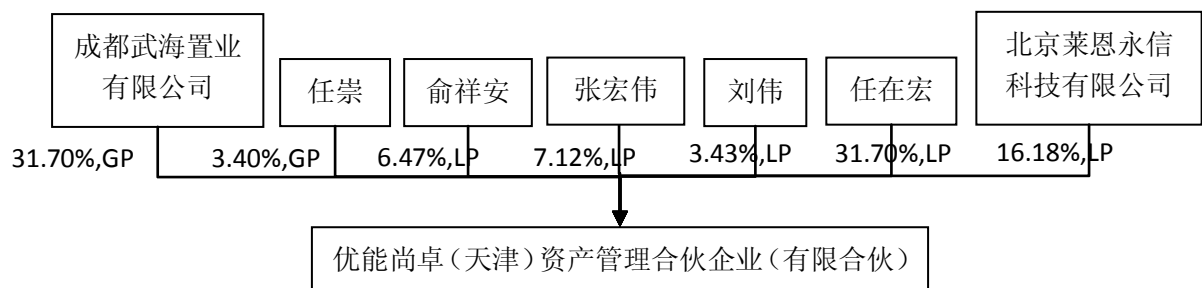 成都武海置业
有限公司
任崇
俞祥安
张宏伟
刘伟
任在宏
北京莱恩永信
科技有限公司
31.70%,GP
3.40%,GP
6.47%,LP
7.12%,LP
3.43%,LP
31.70%,LP
16.18%,LP
优能尚卓（天津）资产管理合伙企业（有限合伙）